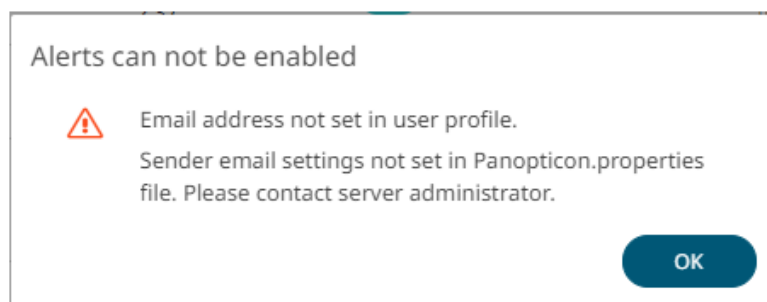 Alerts can not be enabled
Email address not set in user profile.
Sender email settings not set in Panopticon.properties
file. Please contact server administrator.
OK